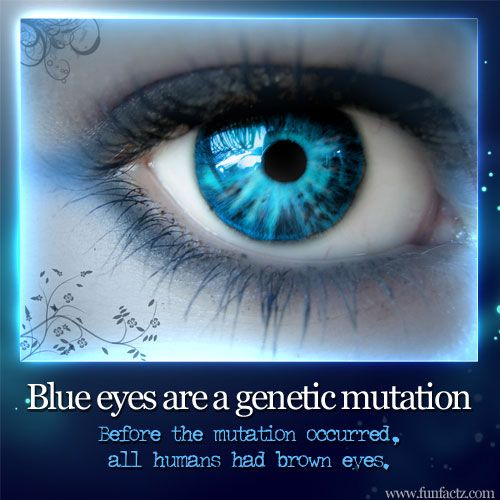 Blue eyes are a genetic mutation
Before the mutation occurred,
all humans had brown eyes.
www.funfactz.com